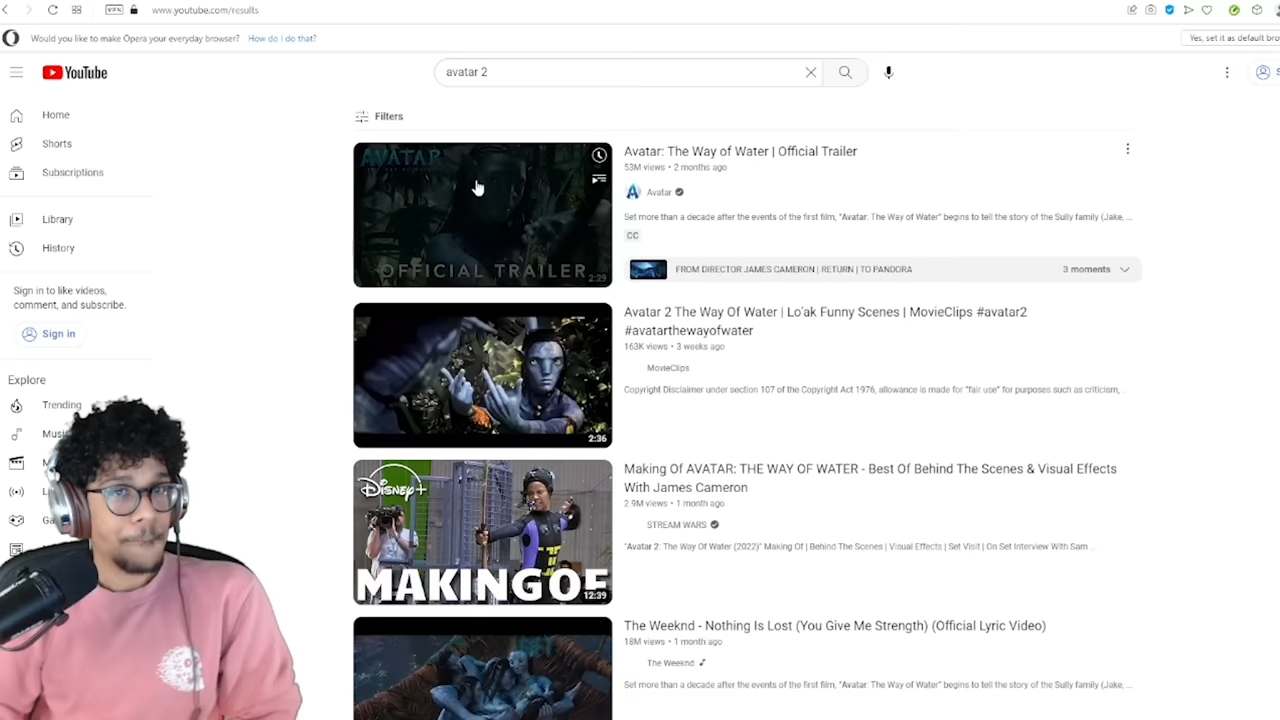 VPN
www.youtube.com/results
Would you like to make Opera your everyday browser? How do I do that?
Yes, set it as default bro
YouTube
avatar 2
Home
Shorts
Subscriptions
Library
History
Sign in to like videos,
comment, and subscribe.
Sign in
Explore
Trending
Filters
AVATAR
OFFICIAL TRAILER
2:29
Avatar: The Way of Water | Official Trailer
53M views • 2 months ago
Avatar
Set more than a decade after the events of the first film, "Avatar: The Way of Water" begins to tell the story of the Sully family (Jake, ...
CC
FROM DIRECTOR JAMES CAMERON | RETURN | TO PANDORA
3 moments
2:36
Avatar 2 The Way Of Water | Lo'ak Funny Scenes | MovieClips #avatar2
#avatarthewayofwater
163K views • 3 weeks ago
MovieClips
Copyright Disclaimer under section 107 of the Copyright Act 1976, allowance is made for "fair use" for purposes such as criticism, ..
Disney+
MAKING OF
12:39
Making Of AVATAR: THE WAY OF WATER - Best Of Behind The Scenes & Visual Effects
With James Cameron
2.9M views • 1 month ago
STREAM WARS
"Avatar 2: The Way Of Water (2022)" Making Of | Behind The Scenes | Visual Effects | Set Visit | On Set Interview With Sam ...
The Weeknd - Nothing Is Lost (You Give Me Strength) (Official Lyric Video)
18M views • 1 month ago
The Weeknd
Set more than a decade after the events of the first film, "Avatar: The Way of Water" begins to tell the story of the Sully family (Jake, ...